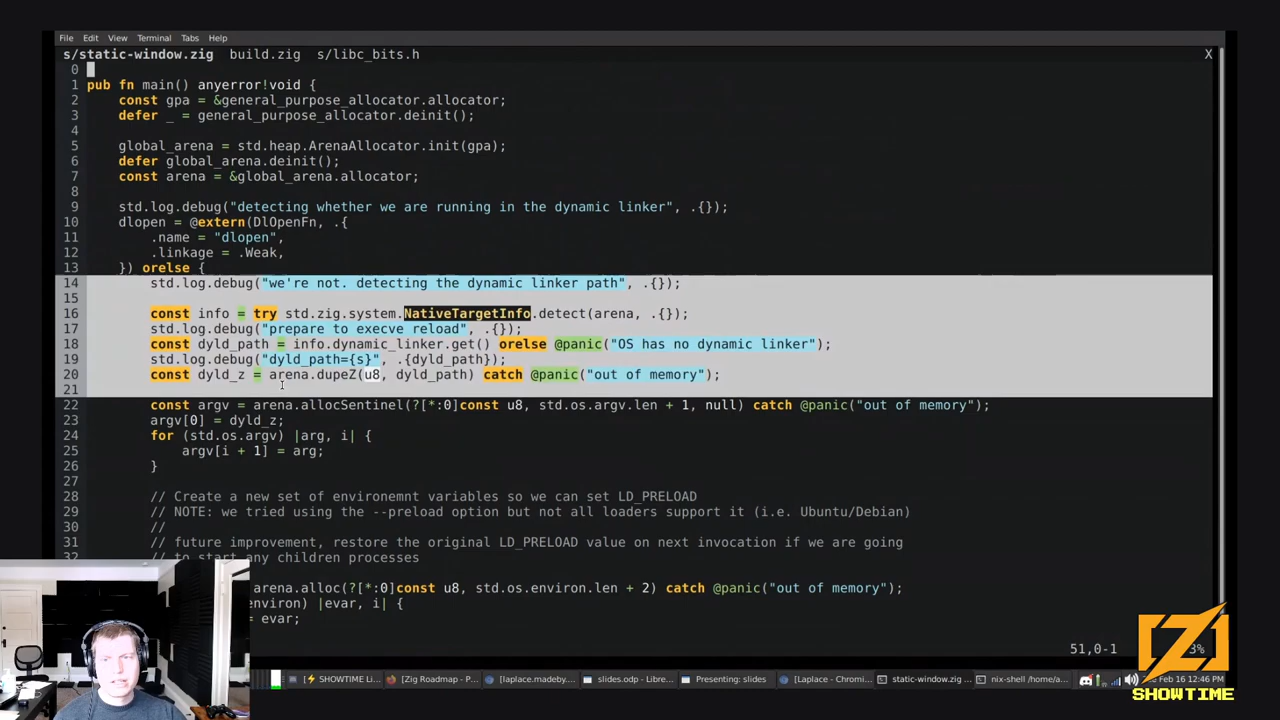 File Edit View Terminal Tabs Help
s/static-window.zig build.zig s/libc_bits.h X
0
1 pub fn main() anyerror!void {
2 const gpa = &general_purpose_allocator.allocator;
3 defer _ = general_purpose_allocator.deinit();
4
5 global_arena = std.heap.ArenaAllocator.init(gpa);
6 defer global_arena.deinit();
7 const arena = &global_arena.allocator;
8
9 std.log.debug("detecting whether we are running in the dynamic linker", .{});
10 dlopen = @extern(DlOpenFn, .{
11 .name = "dlopen",
12 .linkage = .Weak,
13 }) orelse {
14 std.log.debug("we're not. detecting the dynamic linker path", .{});
15
16 const info = try std.zig.system.NativeTargetInfo.detect(arena, .{});
17 std.log.debug("prepare to execve reload", .{});
18 const dyld_path = info.dynamic_linker.get() orelse @panic("OS has no dynamic linker");
19 std.log.debug("dyld_path={s}", .{dyld_path});
20 const dyld_z = arena.dupeZ(u8, dyld_path) catch @panic("out of memory");
21
22 const argv = arena.allocSentinel(?[*:0]const u8, std.os.argv.len + 1, null) catch @panic("out of memory");
23 argv[0] = dyld_z;
24 for (std.os.argv) |arg, i| {
25 argv[i + 1] = arg;
26 }
27
28 // Create a new set of environemnt variables so we can set LD_PRELOAD
29 // NOTE: we tried using the --preload option but not all loaders support it (i.e. Ubuntu/Debian)
30 //
31 // future improvement, restore the original LD_PRELOAD value on next invocation if we are going
32 // to start any children processes
arena.alloc(?[*:0]const u8, std.os.environ.len + 2) catch @panic("out of memory");
environ) |evar, i| {
= evar;
51,0-1 3%
⚡ SHOWTIME Li... [Zig Roadmap - P... [laplace.madeby.... slides.odp - Libre... Presenting: slides [Laplace - Chromi... static-window.zig ... nix-shell /home/a... Feb 16 12:46 PM
SHOWTIME